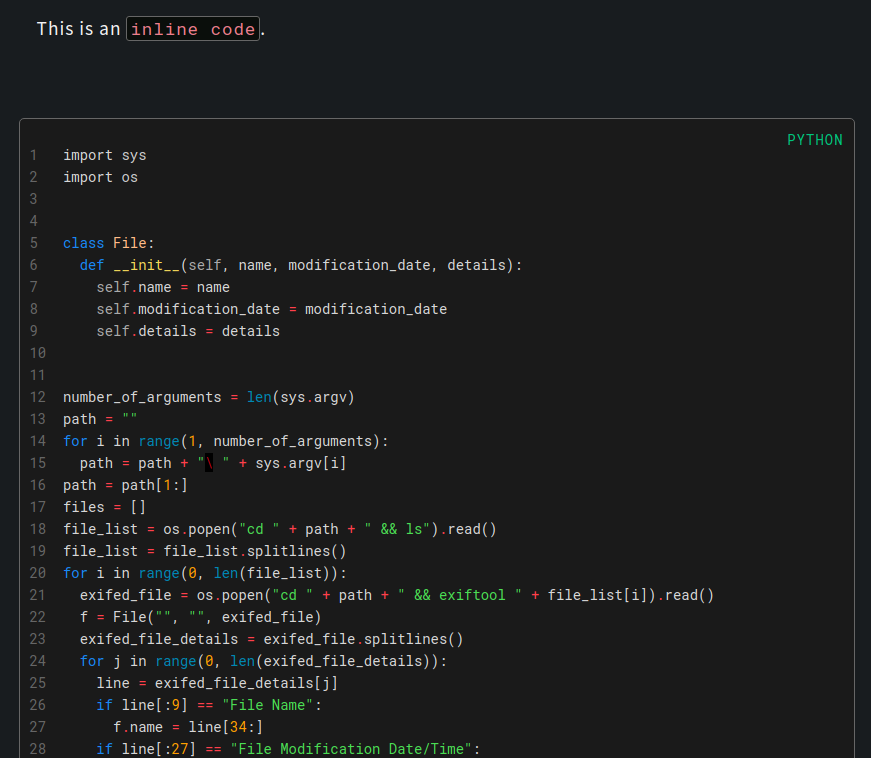 This is an inline code.
PYTHON
1 import sys
2 import os
3
4
5 class File:
6   def __init__(self, name, modification_date, details):
7     self.name = name
8     self.modification_date = modification_date
9     self.details = details
10
11
12 number_of_arguments = len(sys.argv)
13 path = ""
14 for i in range(1, number_of_arguments):
15   path = path + "\ " + sys.argv[i]
16 path = path[1:]
17 files = []
18 file_list = os.popen("cd " + path + " && ls").read()
19 file_list = file_list.splitlines()
20 for i in range(0, len(file_list)):
21   exifed_file = os.popen("cd " + path + " && exiftool " + file_list[i]).read()
22   f = File("", "", exifed_file)
23   exifed_file_details = exifed_file.splitlines()
24   for j in range(0, len(exifed_file_details)):
25     line = exifed_file_details[j]
26     if line[:9] == "File Name":
27       f.name = line[34:]
28     if line[:27] == "File Modification Date/Time":